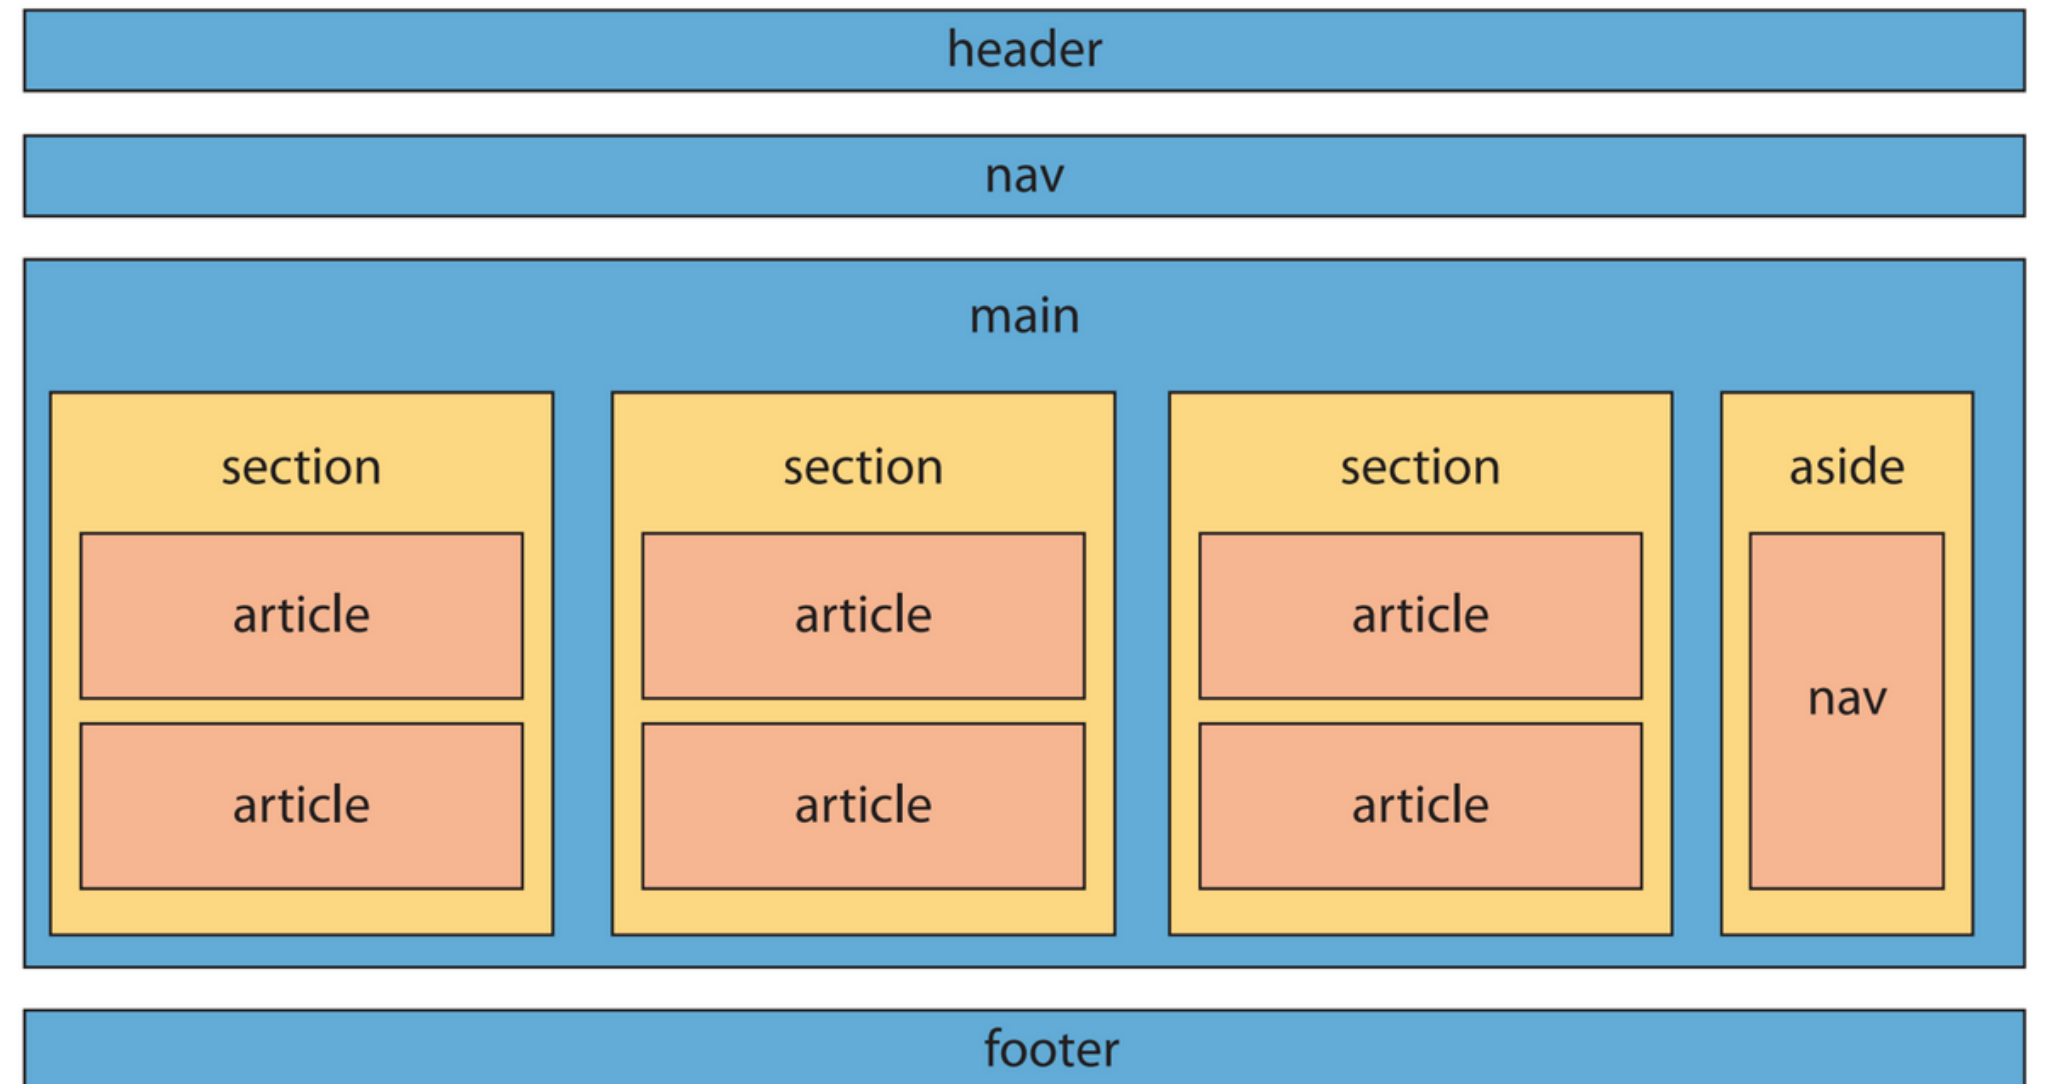 header
nav
main
section
section
section
aside
article
article
article
nav
article
article
article
footer